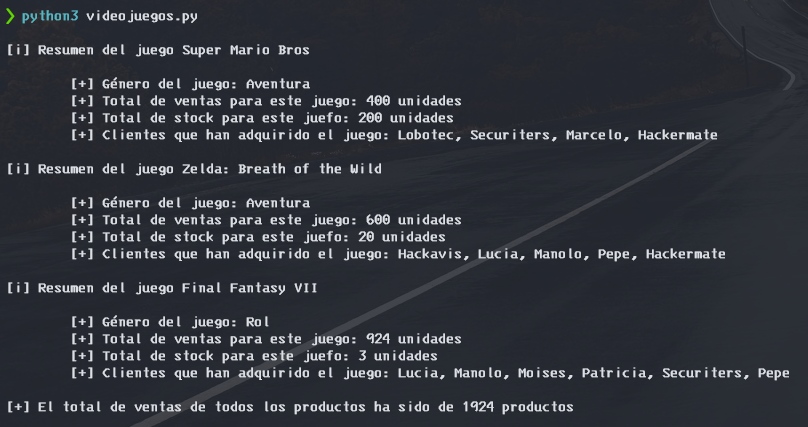 ❯ python3 videojuegos.py
[i] Resumen del juego Super Mario Bros
[+] Género del juego: Aventura
[+] Total de ventas para este juego: 400 unidades
[+] Total de stock para este juefo: 200 unidades
[+] Clientes que han adquirido el juego: Lobotec, Securiters, Marcelo, Hackermate
[i] Resumen del juego Zelda: Breath of the Wild
[+] Género del juego: Aventura
[+] Total de ventas para este juego: 600 unidades
[+] Total de stock para este juefo: 20 unidades
[+] Clientes que han adquirido el juego: Hackavis, Lucia, Manolo, Pepe, Hackermate
[i] Resumen del juego Final Fantasy VII
[+] Género del juego: Rol
[+] Total de ventas para este juego: 924 unidades
[+] Total de stock para este juefo: 3 unidades
[+] Clientes que han adquirido el juego: Lucia, Manolo, Moises, Patricia, Securiters, Pepe
[+] El total de ventas de todos los productos ha sido de 1924 productos